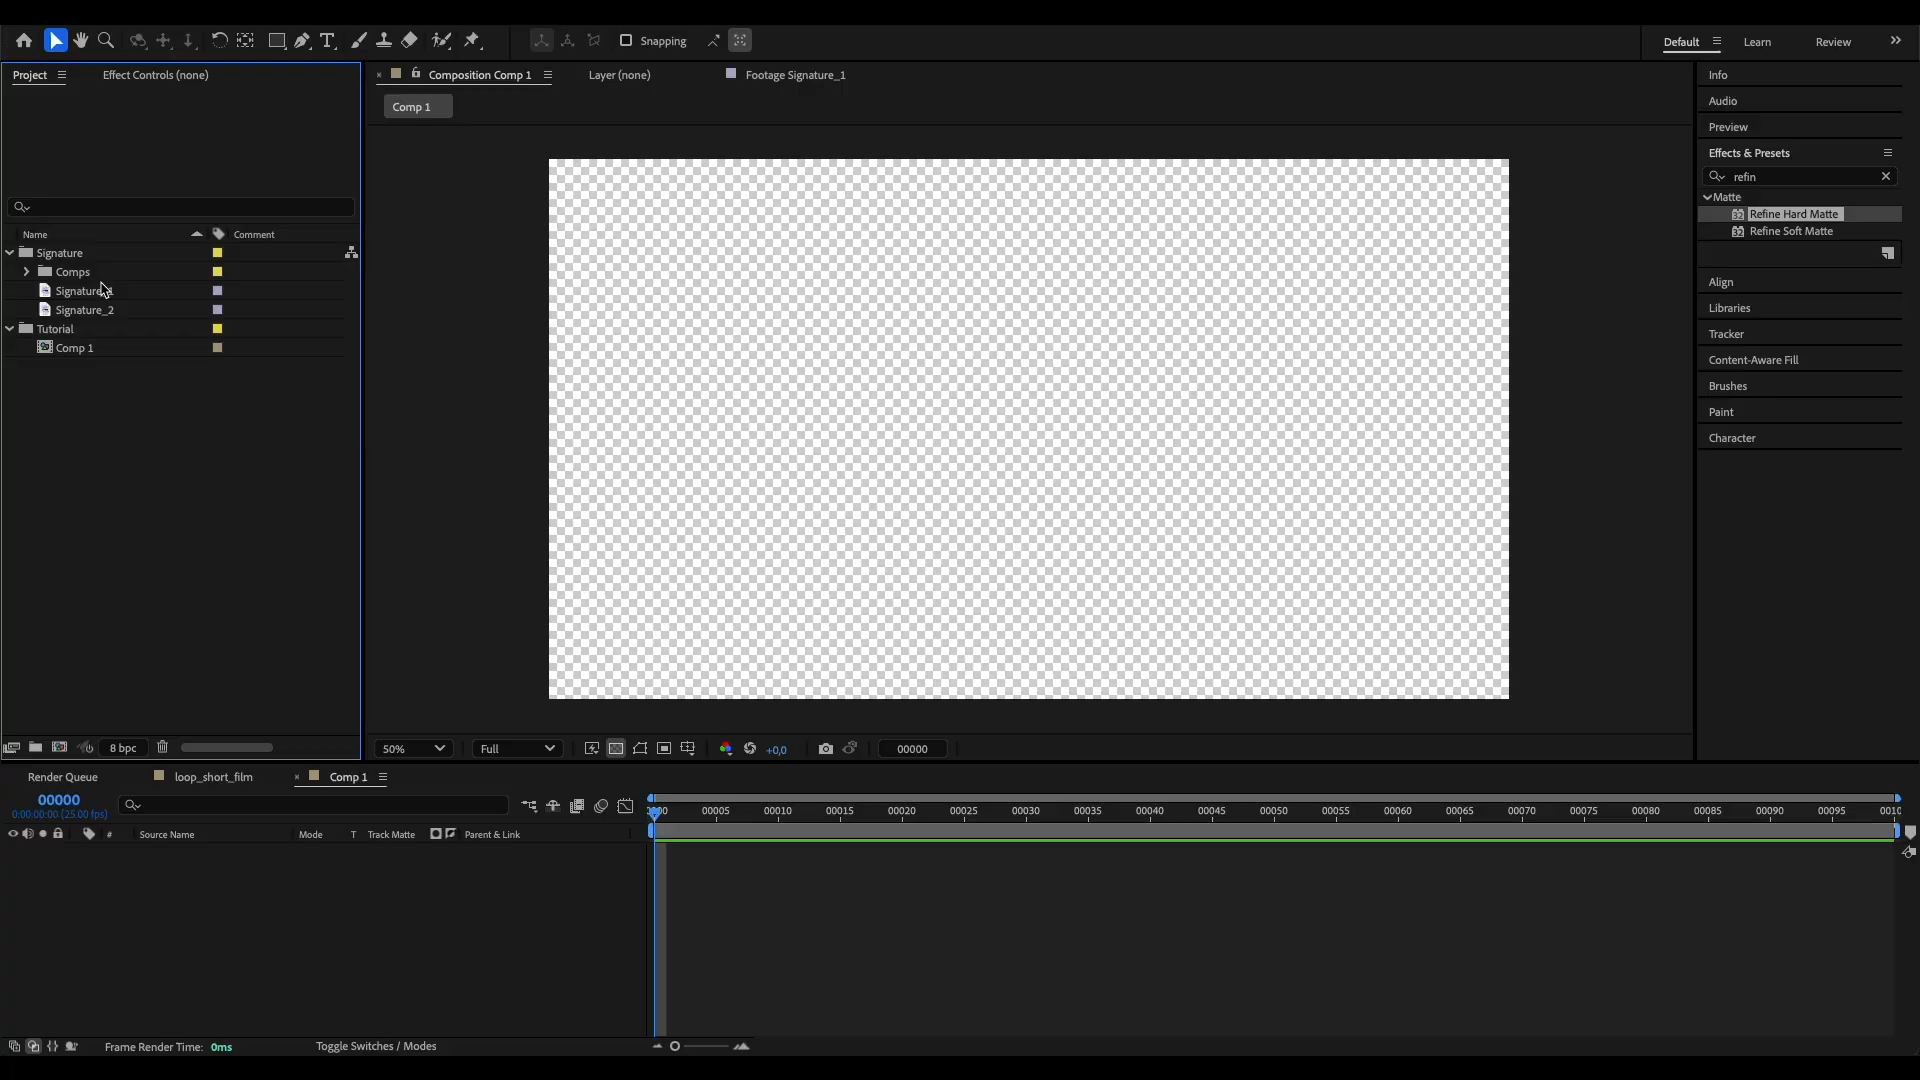 Snapping
Default
Learn
Review
Project
Effect Controls (none)
Composition Comp 1
Layer (none)
Footage Signature_1
Comp 1
Info
Audio
Preview
Effects & Presets
refin
Matte
32 Refine Hard Matte
32 Refine Soft Matte
Align
Libraries
Tracker
Content-Aware Fill
Brushes
Paint
Character
Name
Comment
Signature
Comps
Signature_1
Signature_2
Tutorial
Comp 1
8 bpc
50%
Full
+0,0
00000
Render Queue
loop_short_film
Comp 1
00000
0:00:00:00 (25.00 fps)
00005 00010 00015 00020 00025 00030 00035 00040 00045 00050 00055 00060 00065 00070 00075 00080 00085 00090 00095
# Source Name Mode T Track Matte Parent & Link
Frame Render Time: 0ms
Toggle Switches / Modes